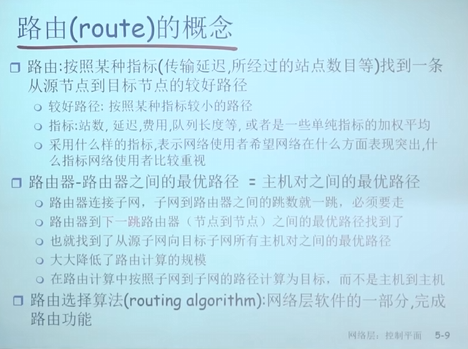 路由(route)的概念
路由:按照某种指标(传输延迟,所经过的站点数目等)找到一条
从源节点到目标节点的较好路径
较好路径: 按照某种指标较小的路径
指标:站数, 延迟,费用,队列长度等, 或者是一些单纯指标的加权平均
采用什么样的指标,表示网络使用者希望网络在什么方面表现突出,什
么指标网络使用者比较重视
路由器-路由器之间的最优路径 = 主机对之间的最优路径
路由器连接子网，子网到路由器之间的跳数就一跳，必须要走
路由器到下一跳路由器（节点到节点）之间的最优路径找到了
也就找到了从源子网向目标子网所有主机对之间的最优路径
大大降低了路由计算的规模
在路由计算中按照子网到子网的路径计算为目标，而不是主机到主机
路由选择算法(routing algorithm):网络层软件的一部分,完成
路由功能
网络层：控制平面 5-9